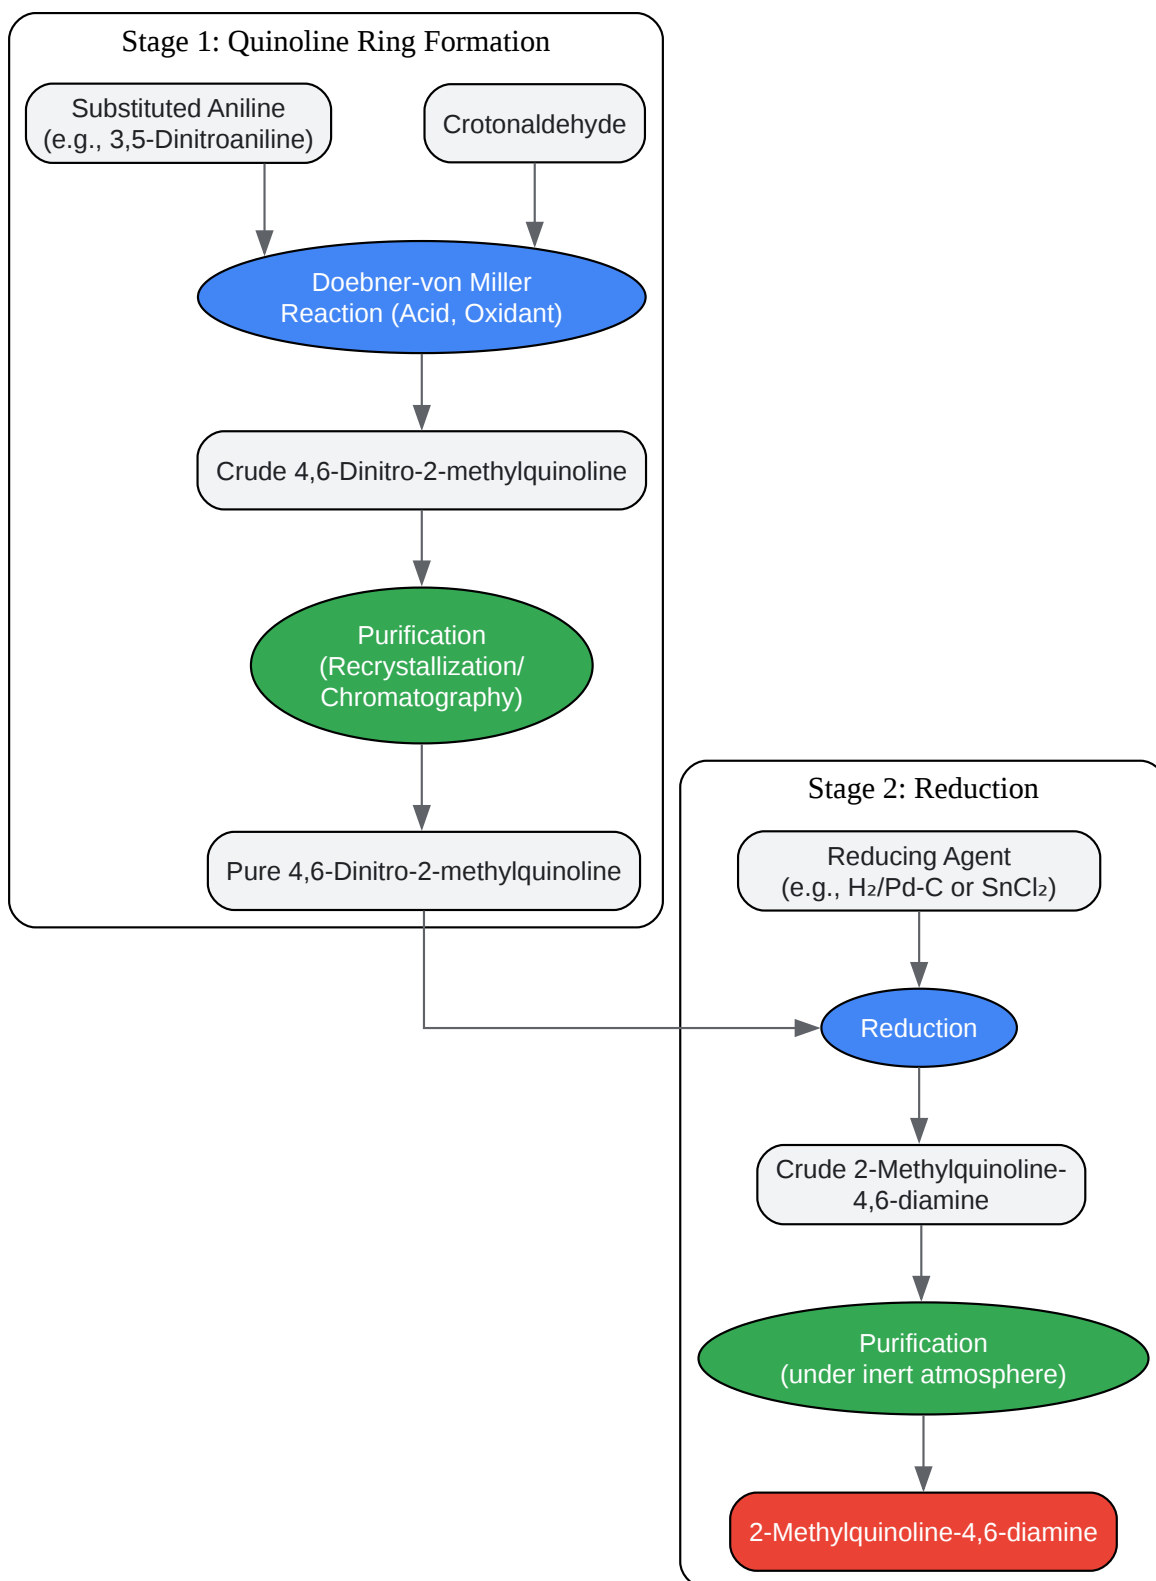 Stage 1: Quinoline Ring Formation
Substituted Aniline
(e.g., 3,5-Dinitroaniline)
Crotonaldehyde
Doebner-von Miller
Reaction (Acid, Oxidant)
Crude 4,6-Dinitro-2-methylquinoline
Purification
(Recrystallization/
Chromatography)
Pure 4,6-Dinitro-2-methylquinoline
Stage 2: Reduction
Reducing Agent
(e.g., H₂/Pd-C or SnCl₂)
Reduction
Crude 2-Methylquinoline-
4,6-diamine
Purification
(under inert atmosphere)
2-Methylquinoline-4,6-diamine